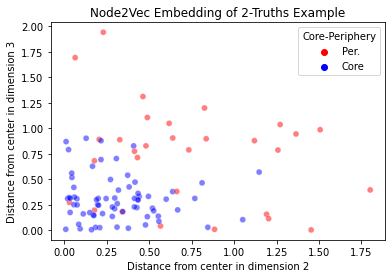 Node2Vec Embedding of 2-Truths Example
Core-Periphery
Per.
Core
Distance from center in dimension 3
2.00
1.75
1.50
1.25
1.00
0.75
0.50
0.25
0.00
0.00 0.25 0.50 0.75 1.00 1.25 1.50 1.75
Distance from center in dimension 2